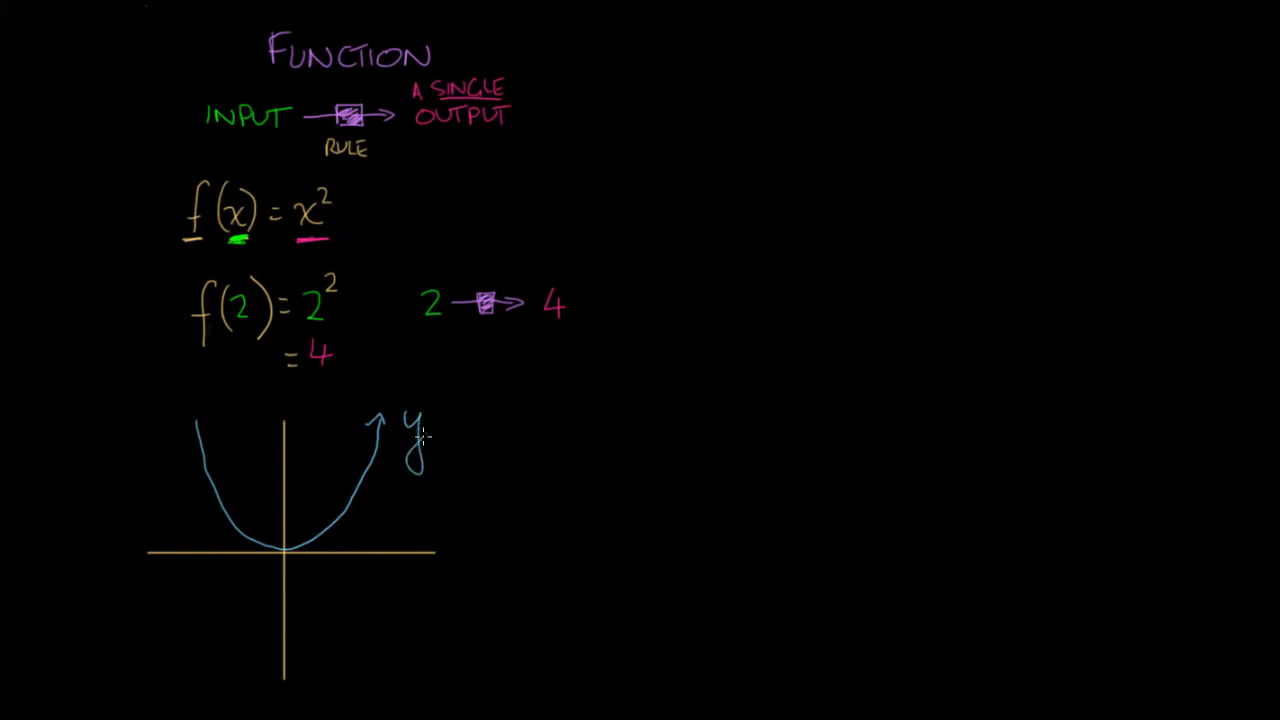 FUNCTION
INPUT → A SINGLE OUTPUT
RULE
f(x) = x²
f(2) = 2²   2 → 4
= 4
y